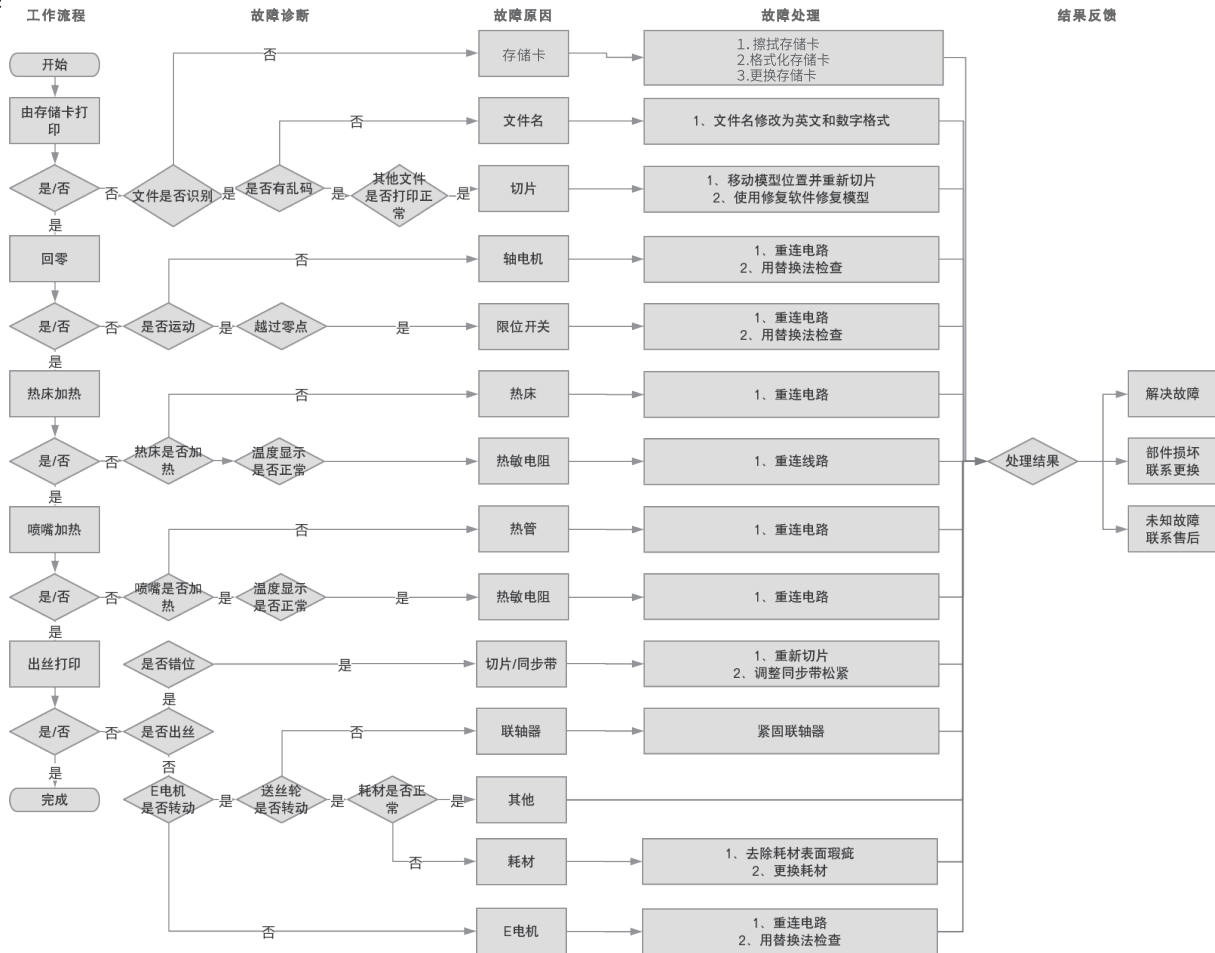 工作流程
故障诊断
故障原因
故障处理
结果反馈
开始
否
存储卡
1.擦拭存储卡
2.格式化存储卡
3.更换存储卡
由存储卡打
印
否
文件名
1、文件名修改为英文和数字格式
是/否
否
文件是否识别
是
是否有乱码
是
其他文件
是否打印正
常
是
切片
1、移动模型位置并重新切片
2、使用修复软件修复模型
是
回零
否
轴电机
1、重连电路
2、用替换法检查
是/否
否
是否运动
是
越过零点
是
限位开关
1、重连电路
2、用替换法检查
是
热床加热
否
热床
1、重连电路
解决故障
是/否
否
热床是否加
热
温度显示
是否正常
热敏电阻
1、重连线路
处理结果
部件损坏
联系更换
是
喷嘴加热
否
热管
1、重连电路
未知故障
联系售后
是/否
否
喷嘴是否加
热
是
温度显示
是否正常
是
热敏电阻
1、重连电路
是
出丝打印
是否错位
是
切片/同步带
1、重新切片
2、调整同步带松紧
是
是/否
否
是否出丝
否
联轴器
紧固联轴器
是
否
完成
E电机
是否转动
是
送丝轮
是否转动
是
耗材是否正
常
是
其他
否
耗材
1、去除耗材表面瑕疵
2、更换耗材
否
E电机
1、重连电路
2、用替换法检查